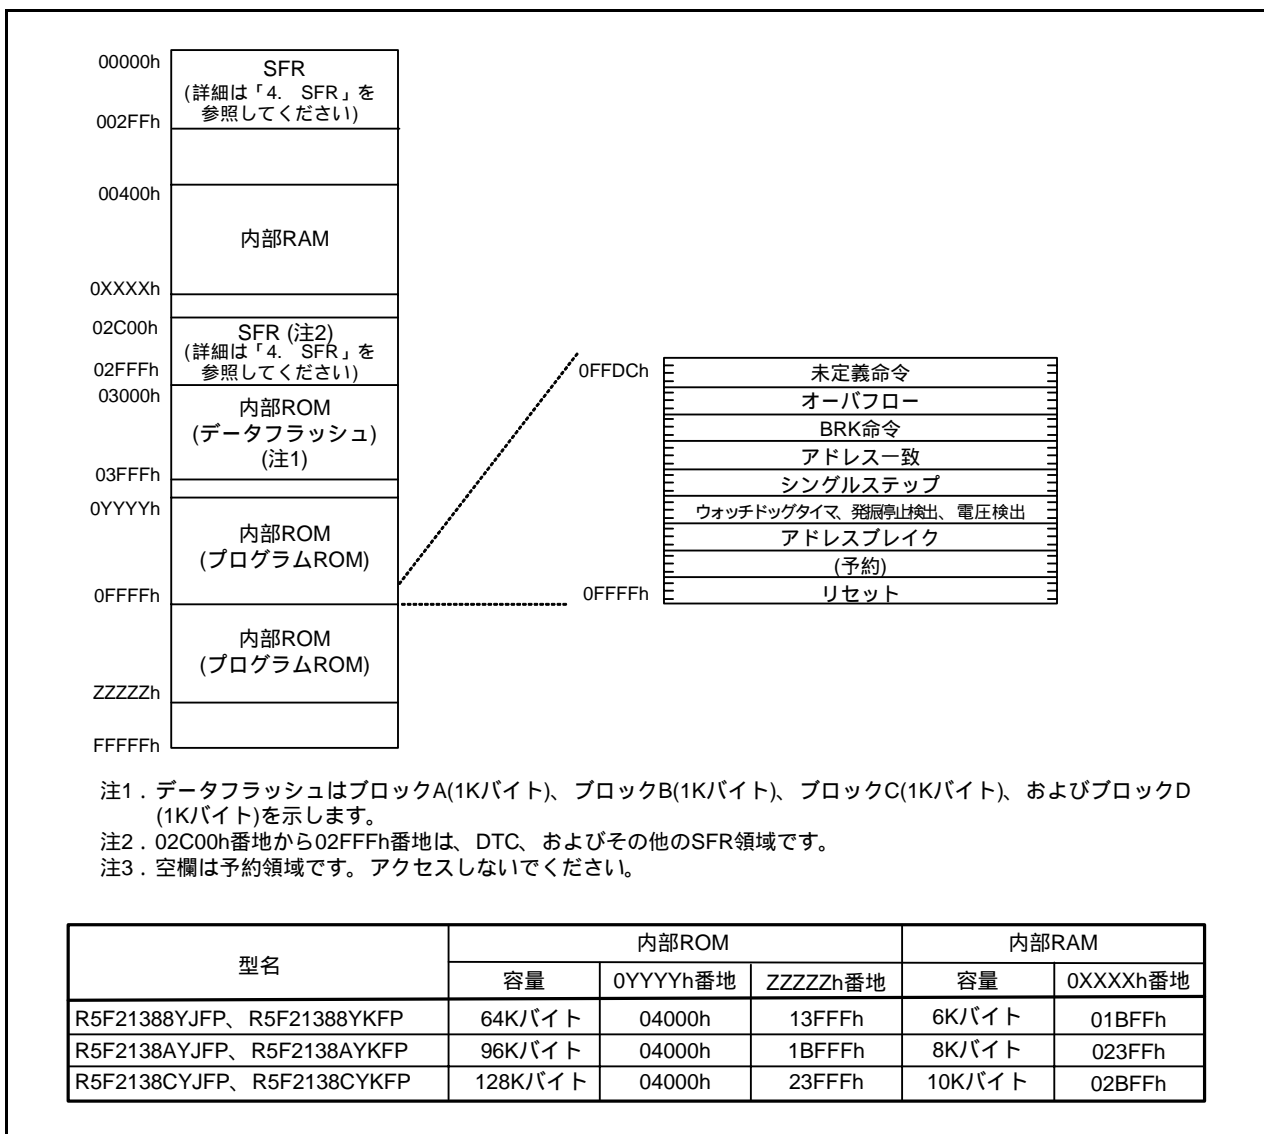 00000h
SFR
(詳細は「4. SFR」を
参照してください)
002FFh
00400h
内部RAM
0XXXXh
02C00h
SFR (注2)
(詳細は「4. SFR」を
参照してください)
02FFFh
03000h
内部ROM
(データフラッシュ)
(注1)
03FFFh
0YYYYh
内部ROM
(プログラムROM)
0FFFFh
内部ROM
(プログラムROM)
ZZZZZh
FFFFFh
0FFDCh
未定義命令
オーバフロー
BRK命令
アドレス一致
シングルステップ
ウォッチドッグタイマ、発振停止検出、電圧検出
アドレスブレイク
(予約)
0FFFFh
リセット
注1．データフラッシュはブロックA(1Kバイト)、ブロックB(1Kバイト)、ブロックC(1Kバイト)、およびブロックD
(1Kバイト)を示します。
注2．02C00h番地から02FFFh番地は、DTC、およびその他のSFR領域です。
注3．空欄は予約領域です。アクセスしないでください。
型名 内部ROM 内部RAM
容量 0YYYYh番地 ZZZZZh番地 容量 0XXXXh番地
R5F21388YJFP、R5F21388YKFP 64Kバイト 04000h 13FFFh 6Kバイト 01BFFh
R5F2138AYJFP、R5F2138AYKFP 96Kバイト 04000h 1BFFFh 8Kバイト 023FFh
R5F2138CYJFP、R5F2138CYKFP 128Kバイト 04000h 23FFFh 10Kバイト 02BFFh